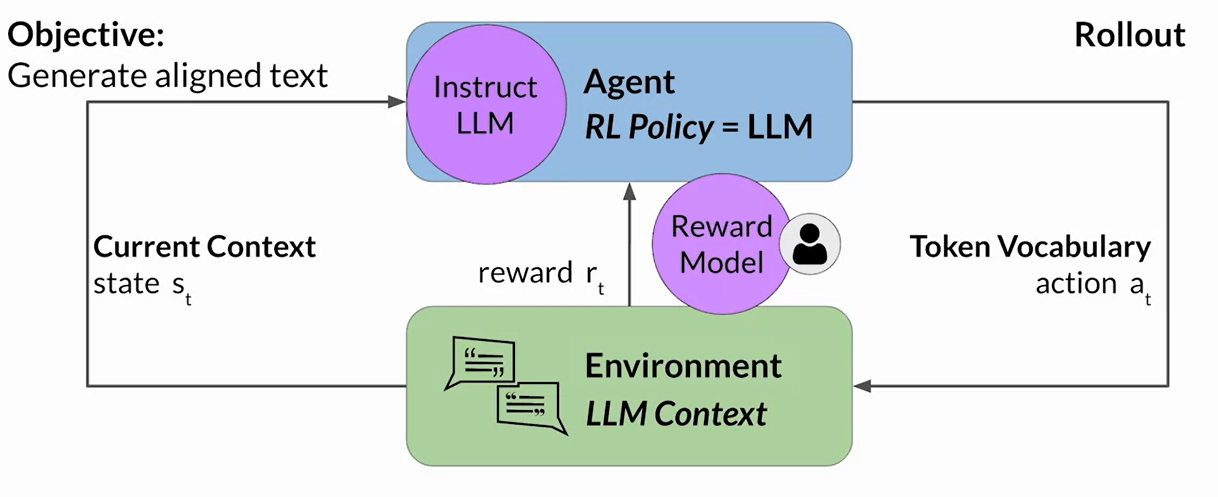 Objective:
Generate aligned text
Rollout
Instruct
LLM
Agent
RL Policy = LLM
Current Context
state s_t
reward r_t
Reward
Model
Token Vocabulary
action a_t
Environment
LLM Context